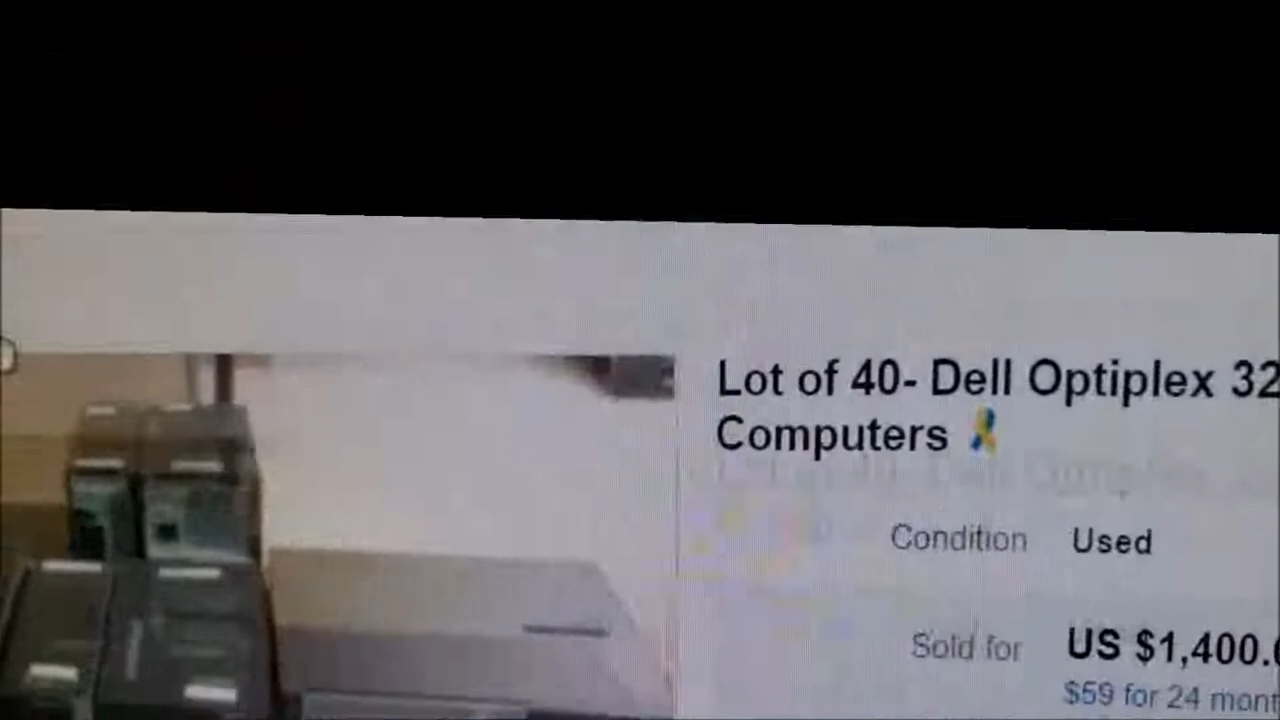 Lot of 40- Dell Optiplex 32
Computers
Condition Used
Sold for US $1,400.
$59 for 24 mont